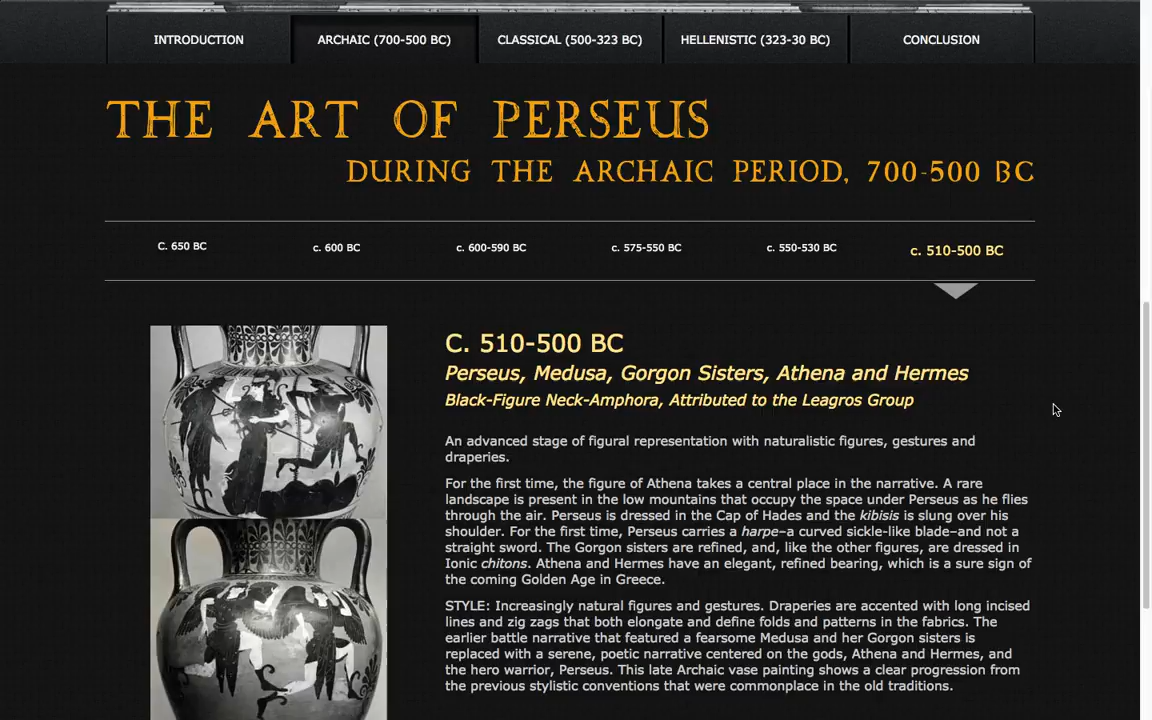 INTRODUCTION
ARCHAIC (700-500 BC)
CLASSICAL (500-323 BC)
HELLENISTIC (323-30 BC)
CONCLUSION
THE ART OF PERSEUS
DURING THE ARCHAIC PERIOD, 700-500 BC
C. 650 BC
c. 600 BC
c. 600-590 BC
c. 575-550 BC
c. 550-530 BC
c. 510-500 BC
C. 510-500 BC
Perseus, Medusa, Gorgon Sisters, Athena and Hermes
Black-Figure Neck-Amphora, Attributed to the Leagros Group
An advanced stage of figural representation with naturalistic figures, gestures and
draperies.
For the first time, the figure of Athena takes a central place in the narrative. A rare
landscape is present in the low mountains that occupy the space under Perseus as he flies
through the air. Perseus is dressed in the Cap of Hades and the kibisis is slung over his
shoulder. For the first time, Perseus carries a harpe–a curved sickle-like blade–and not a
straight sword. The Gorgon sisters are refined, and, like the other figures, are dressed in
Ionic chitons. Athena and Hermes have an elegant, refined bearing, which is a sure sign of
the coming Golden Age in Greece.
STYLE: Increasingly natural figures and gestures. Draperies are accented with long incised
lines and zig zags that both elongate and define folds and patterns in the fabrics. The
earlier battle narrative that featured a fearsome Medusa and her Gorgon sisters is
replaced with a serene, poetic narrative centered on the gods, Athena and Hermes, and
the hero warrior, Perseus. This late Archaic vase painting shows a clear progression from
the previous stylistic conventions that were commonplace in the old traditions.